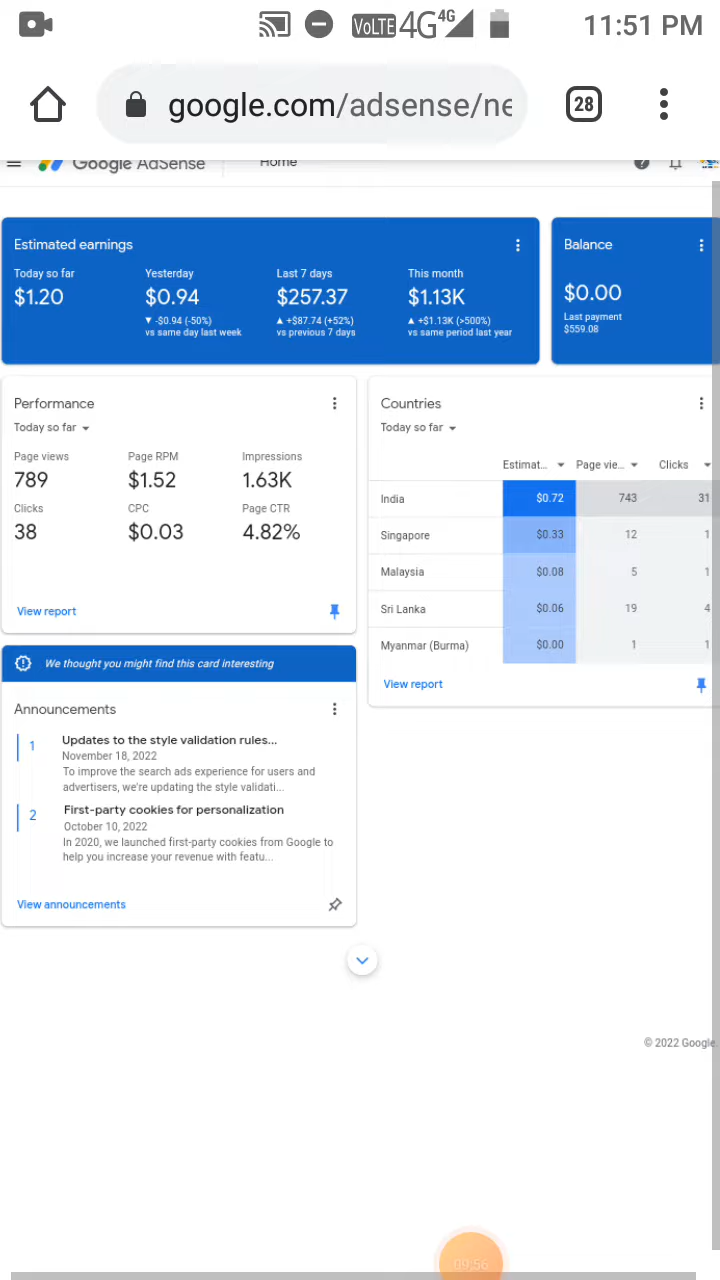 VoLTE 4G 4G 11:51 PM
google.com/adsense/ne
28
Google AdSense Home
Estimated earnings
Today so far
$1.20
Yesterday
$0.94
▼ -$0.94 (-50%)
vs same day last week
Last 7 days
$257.37
▲ +$87.74 (+52%)
vs previous 7 days
This month
$1.13K
▲ +$1.13K (>500%)
vs same period last year
Balance
$0.00
Last payment
$559.08
Performance
Today so far
Page views
789
Page RPM
$1.52
Impressions
1.63K
Clicks
38
CPC
$0.03
Page CTR
4.82%
View report
Countries
Today so far
Estimat... Page vie... Clicks
India $0.72 743 31
Singapore $0.33 12 1
Malaysia $0.08 5 1
Sri Lanka $0.06 19 4
Myanmar (Burma) $0.00 1 1
View report
We thought you might find this card interesting
Announcements
1 Updates to the style validation rules...
November 18, 2022
To improve the search ads experience for users and
advertisers, we're updating the style validati...
2 First-party cookies for personalization
October 10, 2022
In 2020, we launched first-party cookies from Google to
help you increase your revenue with featu...
View announcements
© 2022 Google
09:56